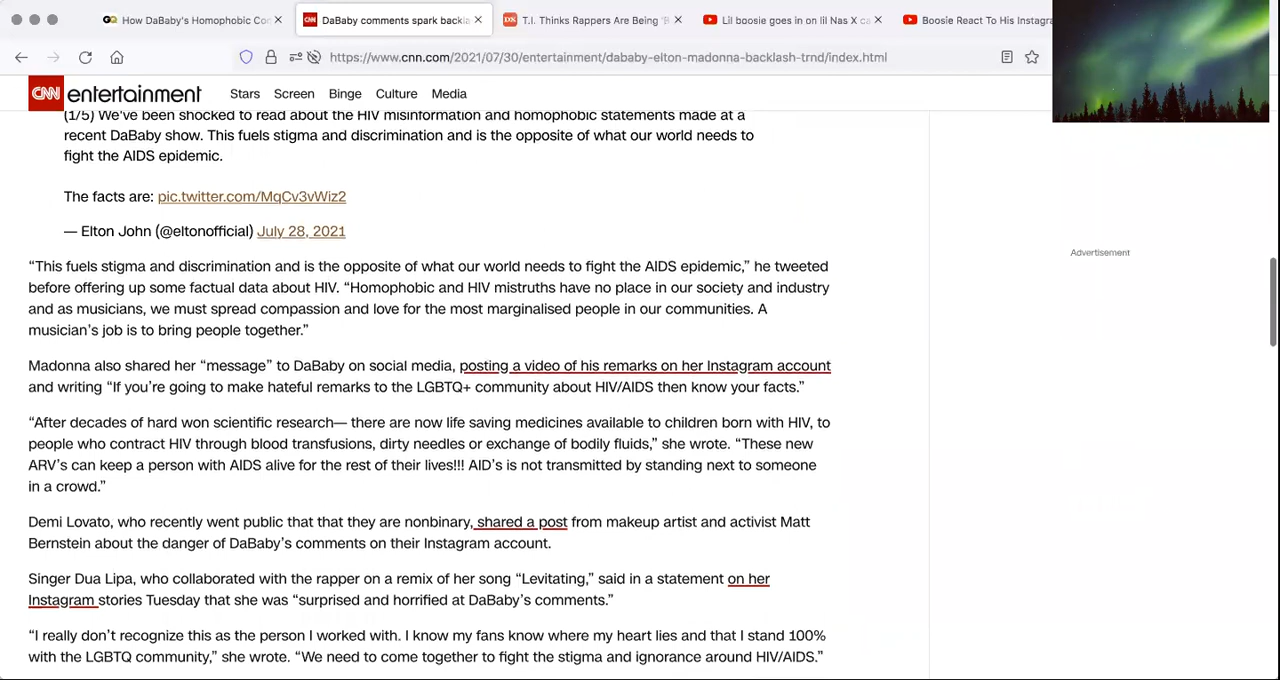 How DaBaby's Homophobic Co
DaBaby comments spark backla
T.I. Thinks Rappers Are Being 'B
Lil boosie goes in on lil Nas X ca
Boosie React To His Instagra
https://www.cnn.com/2021/07/30/entertainment/dababy-elton-madonna-backlash-trnd/index.html
CNN entertainment Stars Screen Binge Culture Media
(1/5) We've been shocked to read about the HIV misinformation and homophobic statements made at a
recent DaBaby show. This fuels stigma and discrimination and is the opposite of what our world needs to
fight the AIDS epidemic.
The facts are: pic.twitter.com/MqCv3vWiz2
— Elton John (@eltonofficial) July 28, 2021
“This fuels stigma and discrimination and is the opposite of what our world needs to fight the AIDS epidemic,” he tweeted
before offering up some factual data about HIV. “Homophobic and HIV mistruths have no place in our society and industry
and as musicians, we must spread compassion and love for the most marginalised people in our communities. A
musician’s job is to bring people together.”
Advertisement
Madonna also shared her “message” to DaBaby on social media, posting a video of his remarks on her Instagram account
and writing “If you’re going to make hateful remarks to the LGBTQ+ community about HIV/AIDS then know your facts.”
“After decades of hard won scientific research— there are now life saving medicines available to children born with HIV, to
people who contract HIV through blood transfusions, dirty needles or exchange of bodily fluids,” she wrote. “These new
ARV’s can keep a person with AIDS alive for the rest of their lives!!! AID’s is not transmitted by standing next to someone
in a crowd.”
Demi Lovato, who recently went public that that they are nonbinary, shared a post from makeup artist and activist Matt
Bernstein about the danger of DaBaby’s comments on their Instagram account.
Singer Dua Lipa, who collaborated with the rapper on a remix of her song “Levitating,” said in a statement on her
Instagram stories Tuesday that she was “surprised and horrified at DaBaby’s comments.”
“I really don’t recognize this as the person I worked with. I know my fans know where my heart lies and that I stand 100%
with the LGBTQ community,” she wrote. “We need to come together to fight the stigma and ignorance around HIV/AIDS.”